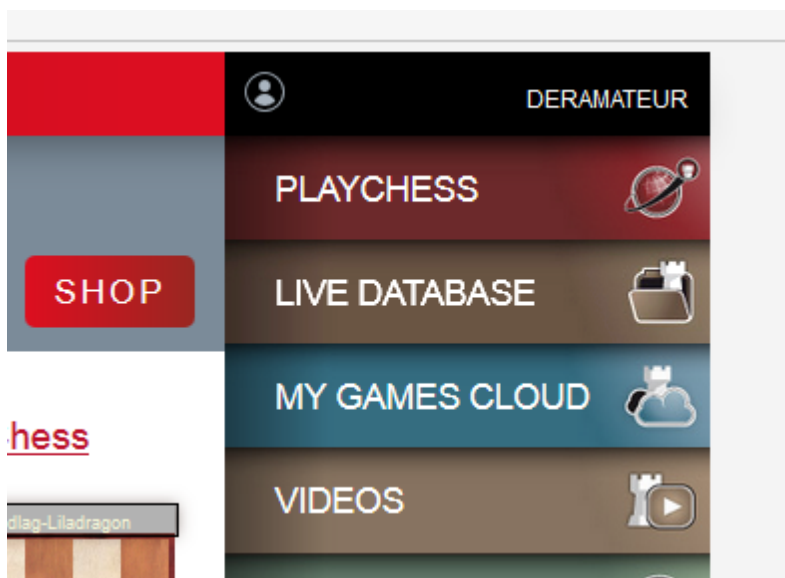 DERAMATEUR
PLAYCHESS
SHOP
LIVE DATABASE
MY GAMES CLOUD
hess
VIDEOS
dlag-Liladragon